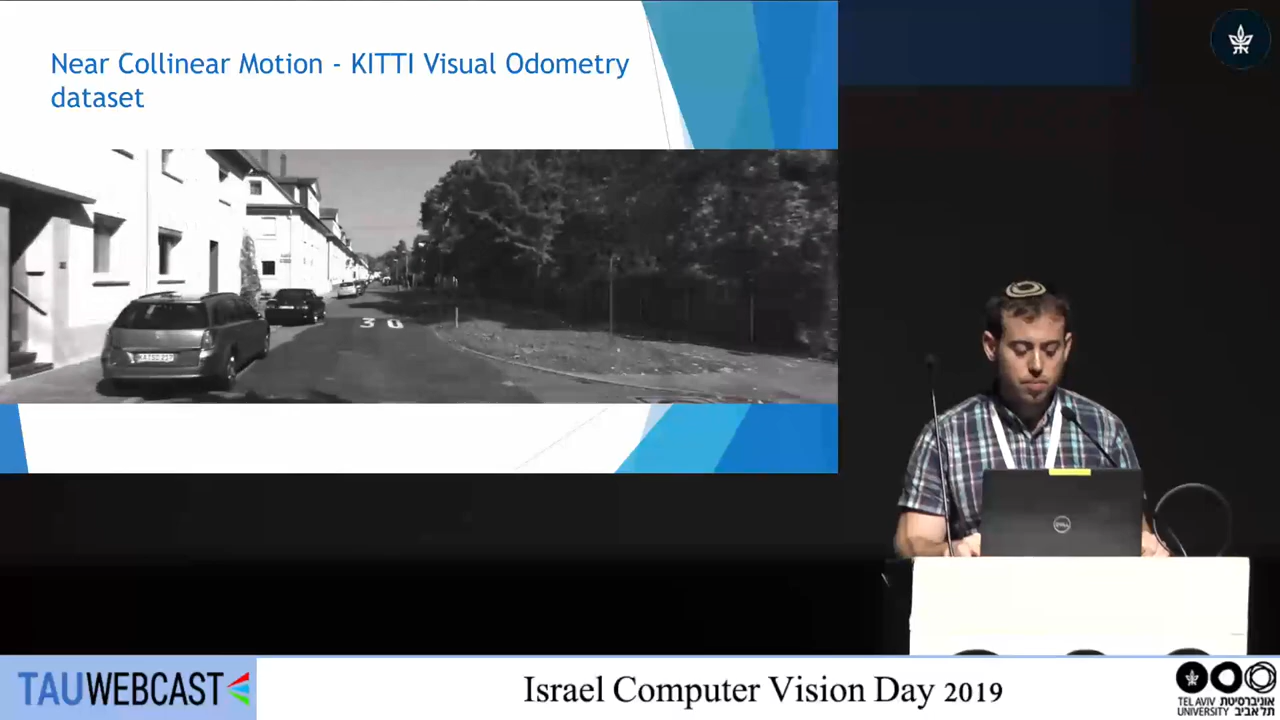 Near Collinear Motion - KITTI Visual Odometry
dataset
30
DELL
TAUWEBCAST
Israel Computer Vision Day 2019
TEL AVIV
UNIVERSITY
אוניברסיטת
תל אביב